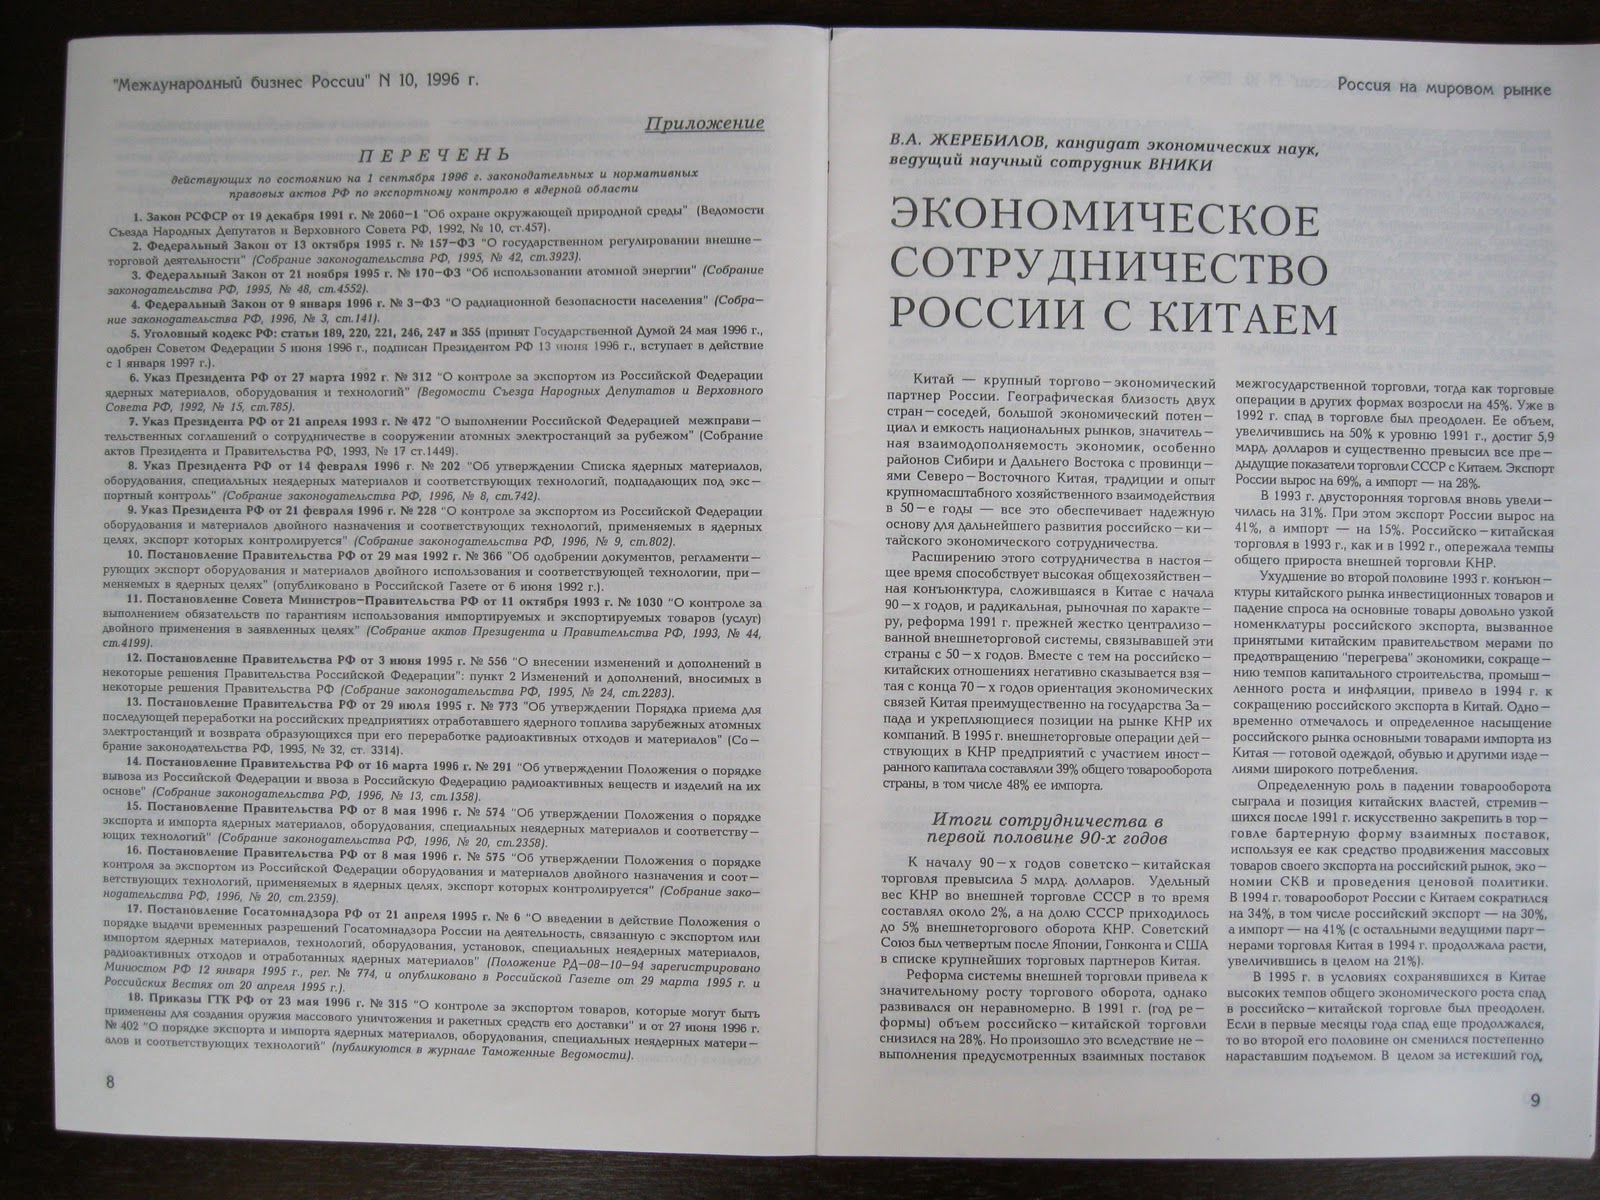 "Международный бизнес России" N 10, 1996 г.
Приложение
ПЕРЕЧЕНЬ
действующих по состоянию на 1 сентября 1996 г. законодательных и нормативных
правовых актов РФ по экспортному контролю в ядерной области
1. Закон РСФСР от 19 декабря 1991 г. № 2060-1 "Об охране окружающей природной среды" (Ведомости
Съезда Народных Депутатов и Верховного Совета РФ, 1992, № 10, ст.457).
2. Федеральный Закон от 13 октября 1995 г. № 157-ФЗ "О государственном регулировании внешне-
торговой деятельности" (Собрание законодательства РФ, 1995, № 42, ст.3923).
3. Федеральный Закон от 21 ноября 1995 г. № 170-ФЗ "Об использовании атомной энергии" (Собрание
законодательства РФ, 1995, № 48, ст.4552).
4. Федеральный Закон от 9 января 1996 г. № 3-ФЗ "О радиационной безопасности населения" (Собра-
ние законодательства РФ, 1996, № 3, ст.141).
5. Уголовный кодекс РФ: статьи 189, 220, 221, 246, 247 и 355 (принят Государственной Думой 24 мая 1996 г.,
одобрен Советом Федерации 5 июня 1996 г., подписан Президентом РФ 13 июня 1996 г., вступает в действие
с 1 января 1997 г.).
6. Указ Президента РФ от 27 марта 1992 г. № 312 "О контроле за экспортом из Российской Федерации
ядерных материалов, оборудования и технологий" (Ведомости Съезда Народных Депутатов и Верховного
Совета РФ, 1992, № 15, ст.785).
7. Указ Президента РФ от 21 апреля 1993 г. № 472 "О выполнении Российской Федерацией межправи-
тельственных соглашений о сотрудничестве в сооружении атомных электростанций за рубежом" (Собрание
актов Президента и Правительства РФ, 1993, № 17 ст.1449).
8. Указ Президента РФ от 14 февраля 1996 г. № 202 "Об утверждении Списка ядерных материалов,
оборудования, специальных неядерных материалов и соответствующих технологий, подпадающих под экс-
портный контроль" (Собрание законодательства РФ, 1996, № 8, ст.742).
9. Указ Президента РФ от 21 февраля 1996 г. № 228 "О контроле за экспортом из Российской Федерации
оборудования и материалов двойного назначения и соответствующих технологий, применяемых в ядерных
целях, экспорт которых контролируется" (Собрание законодательства РФ, 1996, № 9, ст.802).
10. Постановление Правительства РФ от 29 мая 1992 г. № 366 "Об одобрении документов, регламенти-
рующих экспорт оборудования и материалов двойного использования и соответствующей технологии, при-
меняемых в ядерных целях" (опубликовано в Российской Газете от 6 июня 1992 г.).
11. Постановление Совета Министров-Правительства РФ от 11 октября 1993 г. № 1030 "О контроле за
выполнением обязательств по гарантиям использования импортируемых и экспортируемых товаров (услуг)
двойного применения в заявленных целях" (Собрание актов Президента и Правительства РФ, 1993, № 44,
ст.4199).
12. Постановление Правительства РФ от 3 июня 1995 г. № 556 "О внесении изменений и дополнений в
некоторые решения Правительства Российской Федерации": пункт 2 Изменений и дополнений, вносимых в
некоторые решения Правительства РФ (Собрание законодательства РФ, 1995, № 24, ст.2283).
13. Постановление Правительства РФ от 29 июля 1995 г. № 773 "Об утверждении Порядка приема для
последующей переработки на российских предприятиях отработавшего ядерного топлива зарубежных атомных
электростанций и возврата образующихся при его переработке радиоактивных отходов и материалов" (Со-
брание законодательства РФ, 1995, № 32, ст. 3314).
14. Постановление Правительства РФ от 16 марта 1996 г. № 291 "Об утверждении Положения о порядке
вывоза из Российской Федерации и ввоза в Российскую Федерацию радиоактивных веществ и изделий на их
основе" (Собрание законодательства РФ, 1996, № 13, ст.1358).
15. Постановление Правительства РФ от 8 мая 1996 г. № 574 "Об утверждении Положения о порядке
экспорта и импорта ядерных материалов, оборудования, специальных неядерных материалов и соответству-
ющих технологий" (Собрание законодательства РФ, 1996, № 20, ст.2358).
16. Постановление Правительства РФ от 8 мая 1996 г. № 575 "Об утверждении Положения о порядке
контроля за экспортом из Российской Федерации оборудования и материалов двойного назначения и соот-
ветствующих технологий, применяемых в ядерных целях, экспорт которых контролируется" (Собрание зако-
нодательства РФ, 1996, № 20, ст.2359).
17. Постановление Госатомнадзора РФ от 21 апреля 1995 г. № 6 "О введении в действие Положения о
порядке выдачи временных разрешений Госатомнадзора России на деятельность, связанную с экспортом или
импортом ядерных материалов, технологий, оборудования, установок, специальных неядерных материалов,
радиоактивных отходов и отработанных ядерных материалов" (Положение РД-08-10-94 зарегистрировано
Минюстом РФ 12 января 1995 г., рег. № 774, и опубликовано в Российской Газете от 29 марта 1995 г. и
Российских Вестях от 20 апреля 1995 г.).
18. Приказы ГТК РФ от 23 мая 1996 г. № 315 "О контроле за экспортом товаров, которые могут быть
применены для создания оружия массового уничтожения и ракетных средств его доставки" и от 27 июня 1996 г.
№ 402 "О порядке экспорта и импорта ядерных материалов, оборудования, специальных неядерных матери-
алов и соответствующих технологий" (публикуются в журнале Таможенные Ведомости).
8
Россия на мировом рынке
В.А. ЖЕРЕБИЛОВ, кандидат экономических наук,
ведущий научный сотрудник ВНИКИ
ЭКОНОМИЧЕСКОЕ
СОТРУДНИЧЕСТВО
РОССИИ С КИТАЕМ
Китай — крупный торгово-экономический
партнер России. Географическая близость двух
стран-соседей, большой экономический потен-
циал и емкость национальных рынков, значитель-
ная взаимодополняемость экономик, особенно
районов Сибири и Дальнего Востока с провинци-
ями Северо-Восточного Китая, традиции и опыт
крупномасштабного хозяйственного взаимодействия
в 50-е годы — все это обеспечивает надежную
основу для дальнейшего развития российско-ки-
тайского экономического сотрудничества.
Расширению этого сотрудничества в настоя-
щее время способствует высокая общехозяйствен-
ная конъюнктура, сложившаяся в Китае с начала
90-х годов, и радикальная, рыночная по характе-
ру, реформа 1991 г. прежней жестко централизо-
ванной внешнеторговой системы, связывавшей эти
страны с 50-х годов. Вместе с тем на российско-
китайских отношениях негативно сказывается взя-
тая с конца 70-х годов ориентация экономических
связей Китая преимущественно на государства За-
пада и укрепляющиеся позиции на рынке КНР их
компаний. В 1995 г. внешнеторговые операции дей-
ствующих в КНР предприятий с участием иност-
ранного капитала составляли 39% общего товарооборота
страны, в том числе 48% ее импорта.
Итоги сотрудничества в
первой половине 90-х годов
К началу 90-х годов советско-китайская
торговля превысила 5 млрд. долларов. Удельный
вес КНР во внешней торговле СССР в то время
составлял около 2%, а на долю СССР приходилось
до 5% внешнеторгового оборота КНР. Советский
Союз был четвертым после Японии, Гонконга и США
в списке крупнейших торговых партнеров Китая.
Реформа системы внешней торговли привела к
значительному росту торгового оборота, однако
развивался он неравномерно. В 1991 г. (год ре-
формы) объем российско-китайской торговли
снизился на 28%. Но произошло это вследствие не-
выполнения предусмотренных взаимных поставок
межгосударственной торговли, тогда как торговые
операции в других формах возросли на 45%. Уже в
1992 г. спад в торговле был преодолен. Ее объем,
увеличившись на 50% к уровню 1991 г., достиг 5,9
млрд. долларов и существенно превысил все пре-
дыдущие показатели торговли СССР с Китаем. Экспорт
России вырос на 69%, а импорт — на 28%.
В 1993 г. двусторонняя торговля вновь увели-
чилась на 31%. При этом экспорт России вырос на
41%, а импорт — на 15%. Российско-китайская
торговля в 1993 г., как и в 1992 г., опережала темпы
общего прироста внешней торговли КНР.
Ухудшение во второй половине 1993 г. конъюн-
ктуры китайского рынка инвестиционных товаров и
падение спроса на основные товары довольно узкой
номенклатуры российского экспорта, вызванное
принятыми китайским правительством мерами по
предотвращению "перегрева" экономики, сокраще-
нию темпов капитального строительства, промыш-
ленного роста и инфляции, привело в 1994 г. к
сокращению российского экспорта в Китай. Одно-
временно отмечалось и определенное насыщение
российского рынка основными товарами импорта из
Китая — готовой одеждой, обувью и другими изде-
лиями широкого потребления.
Определенную роль в падении товарооборота
сыграла и позиция китайских властей, стремив-
шихся после 1991 г. искусственно закрепить в тор-
говле бартерную форму взаимных поставок,
используя ее как средство продвижения массовых
товаров своего экспорта на российский рынок, эко-
номии СКВ и проведения ценовой политики.
В 1994 г. товарооборот России с Китаем сократился
на 34%, в том числе российский экспорт — на 30%,
а импорт — на 41% (с остальными ведущими парт-
нерами торговля Китая в 1994 г. продолжала расти,
увеличившись в целом на 21%).
В 1995 г. в условиях сохранявшихся в Китае
высоких темпов общего экономического роста спад
в российско-китайской торговле был преодолен.
Если в первые месяцы года спад еще продолжался,
то во второй его половине он сменился постепенно
нараставшим подъемом. В целом за истекший год,
9